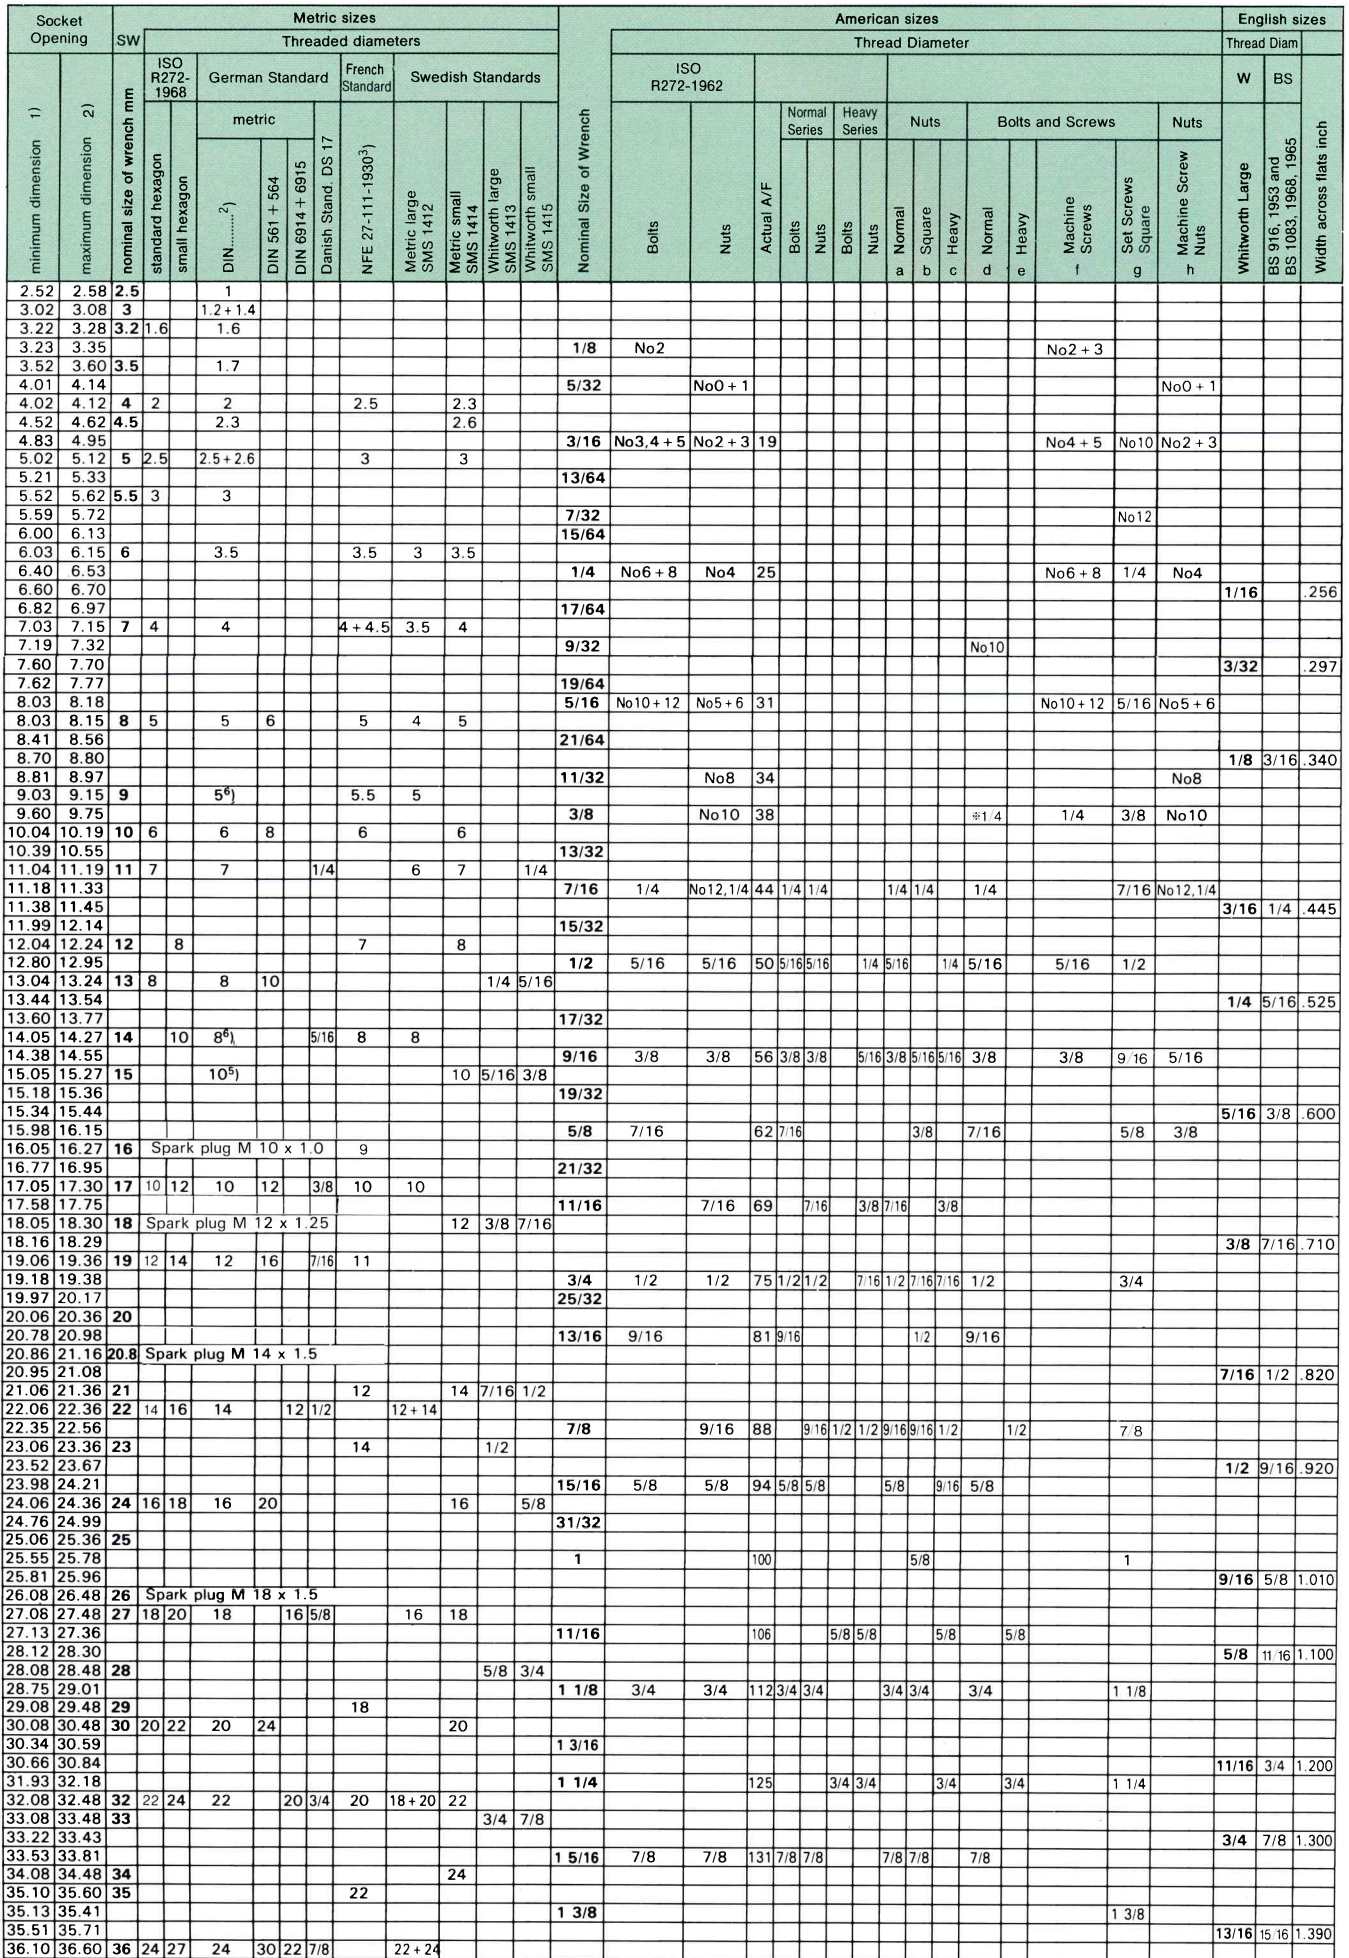 Socket Opening
SW
Metric sizes
American sizes
English sizes
Threaded diameters
Thread Diameter
Thread Diam
ISO R272-1968
German Standard
French Standard
Swedish Standards
ISO R272-1962
W
BS
metric
Normal Series
Heavy Series
Nuts
Bolts and Screws
Nuts
minimum dimension 1)
maximum dimension 2)
nominal size of wrench mm
standard hexagon
small hexagon
DIN.........2)
DIN 561 + 564
DIN 6914 + 6915
Danish Stand. DS 17
NFE 27-111-1930³)
Metric large SMS 1412
Metric small SMS 1414
Whitworth large SMS 1413
Whitworth small SMS 1415
Nominal Size of Wrench
Bolts
Nuts
Actual A/F
Bolts
Nuts
Bolts
Nuts
Normal a
Square b
Heavy c
Normal d
Heavy e
Machine Screws f
Set Screws Square g
Machine Screw Nuts h
Whitworth Large
BS 916, 1953 and BS 1083, 1968, 1965
Width across flats inch
2.52 2.58 2.5 1
3.02 3.08 3 1.2 + 1.4
3.22 3.28 3.2 1.6 1.6
3.23 3.35 1/8 No2 No2 + 3
3.52 3.60 3.5 1.7
4.01 4.14 5/32 No0 + 1 No0 + 1
4.02 4.12 4 2 2 2.5 2.3
4.52 4.62 4.5 2.3 2.6
4.83 4.95 3/16 No3,4 + 5 No2 + 3 19 No4 + 5 No10 No2 + 3
5.02 5.12 5 2.5 2.5 + 2.6 3 3
5.21 5.33 13/64
5.52 5.62 5.5 3 3
5.59 5.72 7/32 No12
6.00 6.13 15/64
6.03 6.15 6 3.5 3.5 3 3.5
6.40 6.53 1/4 No6 + 8 No4 25 No6 + 8 1/4 No4
6.60 6.70 1/16 .256
6.82 6.97 17/64
7.03 7.15 7 4 4 4 + 4.5 3.5 4
7.19 7.32 9/32 No10
7.60 7.70 3/32 .297
7.62 7.77 19/64
8.03 8.18 5/16 No10 + 12 No5 + 6 31 No10 + 12 5/16 No5 + 6
8.03 8.15 8 5 5 6 5 4 5
8.41 8.56 21/64
8.70 8.80 1/8 3/16 .340
8.81 8.97 11/32 No8 34 No8
9.03 9.15 9 5⁶) 5.5 5
9.60 9.75 3/8 No10 38 ※1/4 1/4 3/8 No10
10.04 10.19 10 6 6 8 6 6
10.39 10.55 13/32
11.04 11.19 11 7 7 1/4 6 7 1/4
11.18 11.33 7/16 1/4 No12,1/4 44 1/4 1/4 1/4 1/4 1/4 7/16 No12,1/4
11.38 11.45 3/16 1/4 .445
11.99 12.14 15/32
12.04 12.24 12 8 7 8
12.80 12.95 1/2 5/16 5/16 50 5/16 5/16 1/4 5/16 1/4 5/16 5/16 1/2
13.04 13.24 13 8 8 10 1/4 5/16
13.44 13.54 1/4 5/16 .525
13.60 13.77 17/32
14.05 14.27 14 10 8⁶) 5/16 8 8
14.38 14.55 9/16 3/8 3/8 56 3/8 3/8 5/16 3/8 5/16 5/16 3/8 3/8 9/16 5/16
15.05 15.27 15 10⁵) 10 5/16 3/8
15.18 15.36 19/32
15.34 15.44 5/16 3/8 .600
15.98 16.15 5/8 7/16 62 7/16 3/8 7/16 5/8 3/8
16.05 16.27 16 Spark plug M 10 x 1.0 9
16.77 16.95 21/32
17.05 17.30 17 10 12 10 12 3/8 10 10
17.58 17.75 11/16 7/16 69 7/16 3/8 7/16 3/8
18.05 18.30 18 Spark plug M 12 x 1.25 12 3/8 7/16
18.16 18.29 3/8 7/16 .710
19.06 19.36 19 12 14 12 16 7/16 11
19.18 19.38 3/4 1/2 1/2 75 1/2 1/2 7/16 1/2 7/16 7/16 1/2 3/4
19.97 20.17 25/32
20.06 20.36 20
20.78 20.98 13/16 9/16 81 9/16 1/2 9/16
20.86 21.16 20.8 Spark plug M 14 x 1.5
20.95 21.08 7/16 1/2 .820
21.06 21.36 21 12 14 7/16 1/2
22.06 22.36 22 14 16 14 12 1/2 12 + 14
22.35 22.56 7/8 9/16 88 9/16 1/2 1/2 9/16 9/16 1/2 1/2 7/8
23.06 23.36 23 14 1/2
23.52 23.67 1/2 9/16 .920
23.98 24.21 15/16 5/8 5/8 94 5/8 5/8 5/8 9/16 5/8
24.06 24.36 24 16 18 16 20 16 5/8
24.76 24.99 31/32
25.06 25.36 25
25.55 25.78 1 100 5/8 1
25.81 25.96 9/16 5/8 1.010
26.08 26.48 26 Spark plug M 18 x 1.5
27.08 27.48 27 18 20 18 16 5/8 16 18
27.13 27.36 11/16 106 5/8 5/8 5/8 5/8
28.12 28.30 5/8 11/16 1.100
28.08 28.48 28 5/8 3/4
28.75 29.01 1 1/8 3/4 3/4 112 3/4 3/4 3/4 3/4 3/4 1 1/8
29.08 29.48 29 18
30.08 30.48 30 20 22 20 24 20
30.34 30.59 1 3/16
30.66 30.84 11/16 3/4 1.200
31.93 32.18 1 1/4 125 3/4 3/4 3/4 3/4 1 1/4
32.08 32.48 32 22 24 22 20 3/4 20 18 + 20 22
33.08 33.48 33 3/4 7/8
33.22 33.43 3/4 7/8 1.300
33.53 33.81 1 5/16 7/8 7/8 131 7/8 7/8 7/8 7/8 7/8
34.08 34.48 34 24
35.10 35.60 35 22
35.13 35.41 1 3/8 1 3/8
35.51 35.71 13/16 15/16 1.390
36.10 36.60 36 24 27 24 30 22 7/8 22 + 24